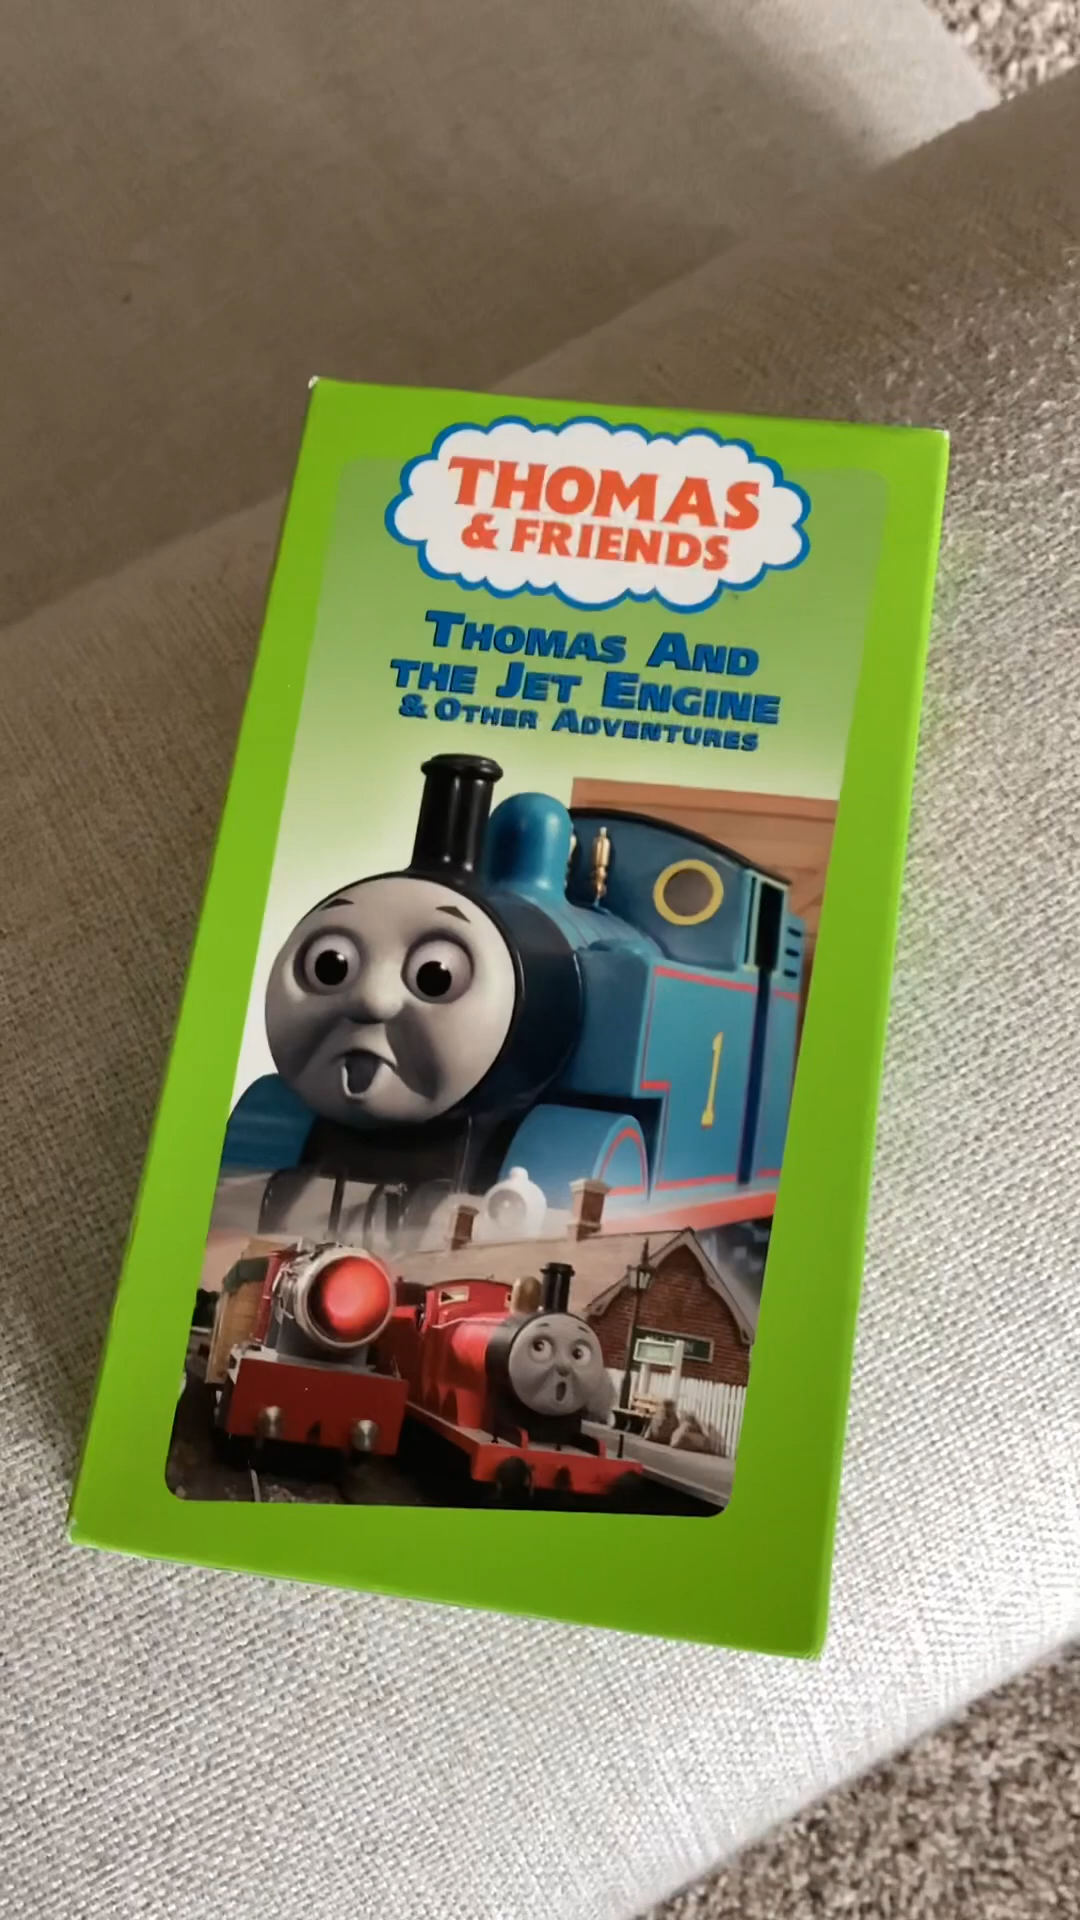 THOMAS
& FRIENDS
THOMAS AND
THE JET ENGINE
& OTHER ADVENTURES
1